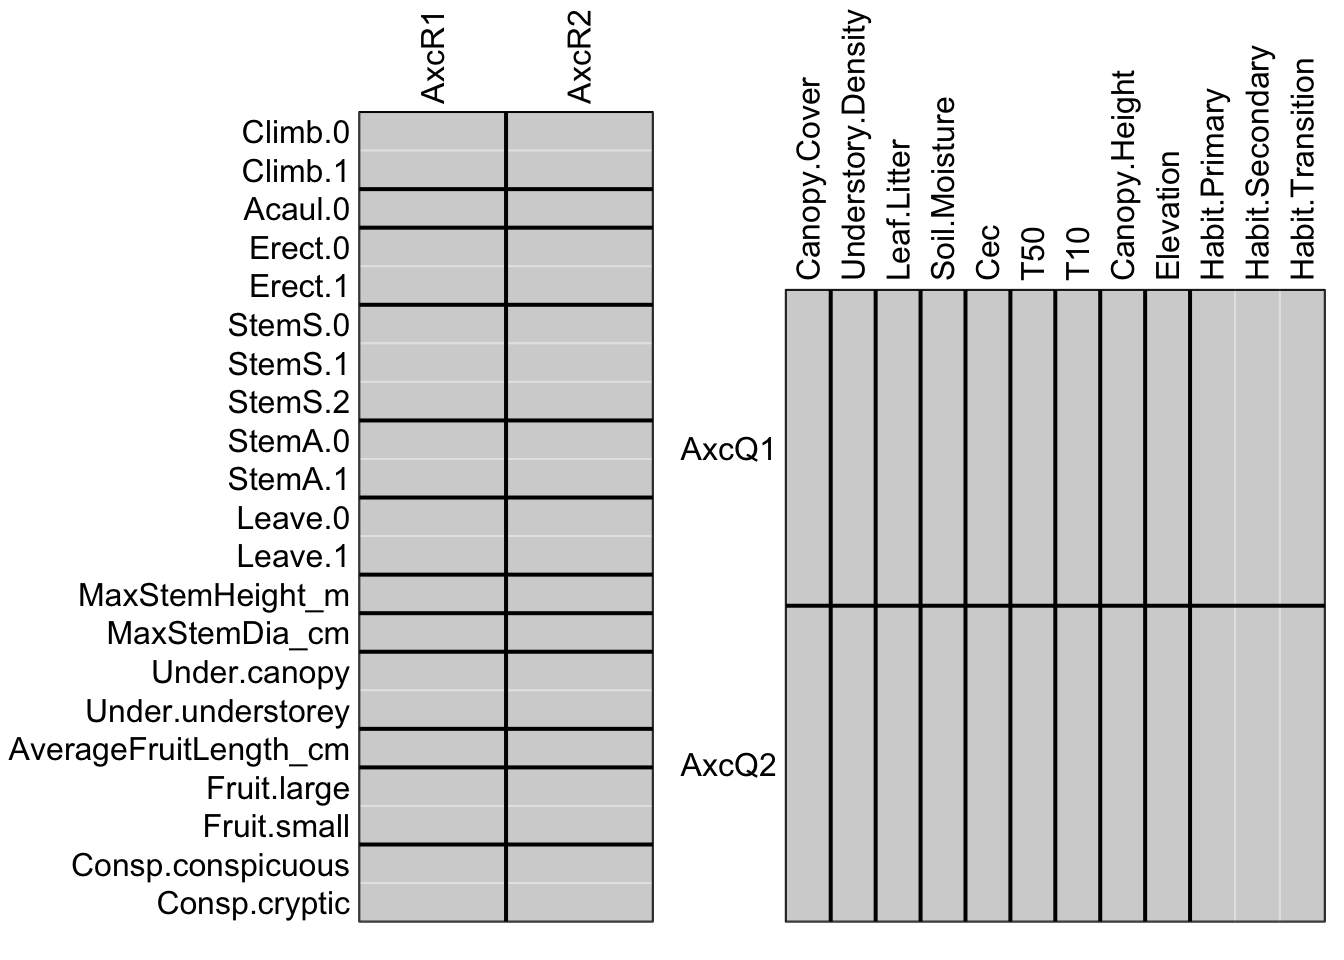 AxcR1
AxcR2
Climb.0
Climb.1
Acaul.0
Erect.0
Erect.1
StemS.0
StemS.1
StemS.2
StemA.0
StemA.1
Leave.0
Leave.1
MaxStemHeight_m
MaxStemDia_cm
Under.canopy
Under.understorey
AverageFruitLength_cm
Fruit.large
Fruit.small
Consp.conspicuous
Consp.cryptic
Canopy.Cover
Understory.Density
Leaf.Litter
Soil.Moisture
Cec
T50
T10
Canopy.Height
Elevation
Habit.Primary
Habit.Secondary
Habit.Transition
AxcQ1
AxcQ2